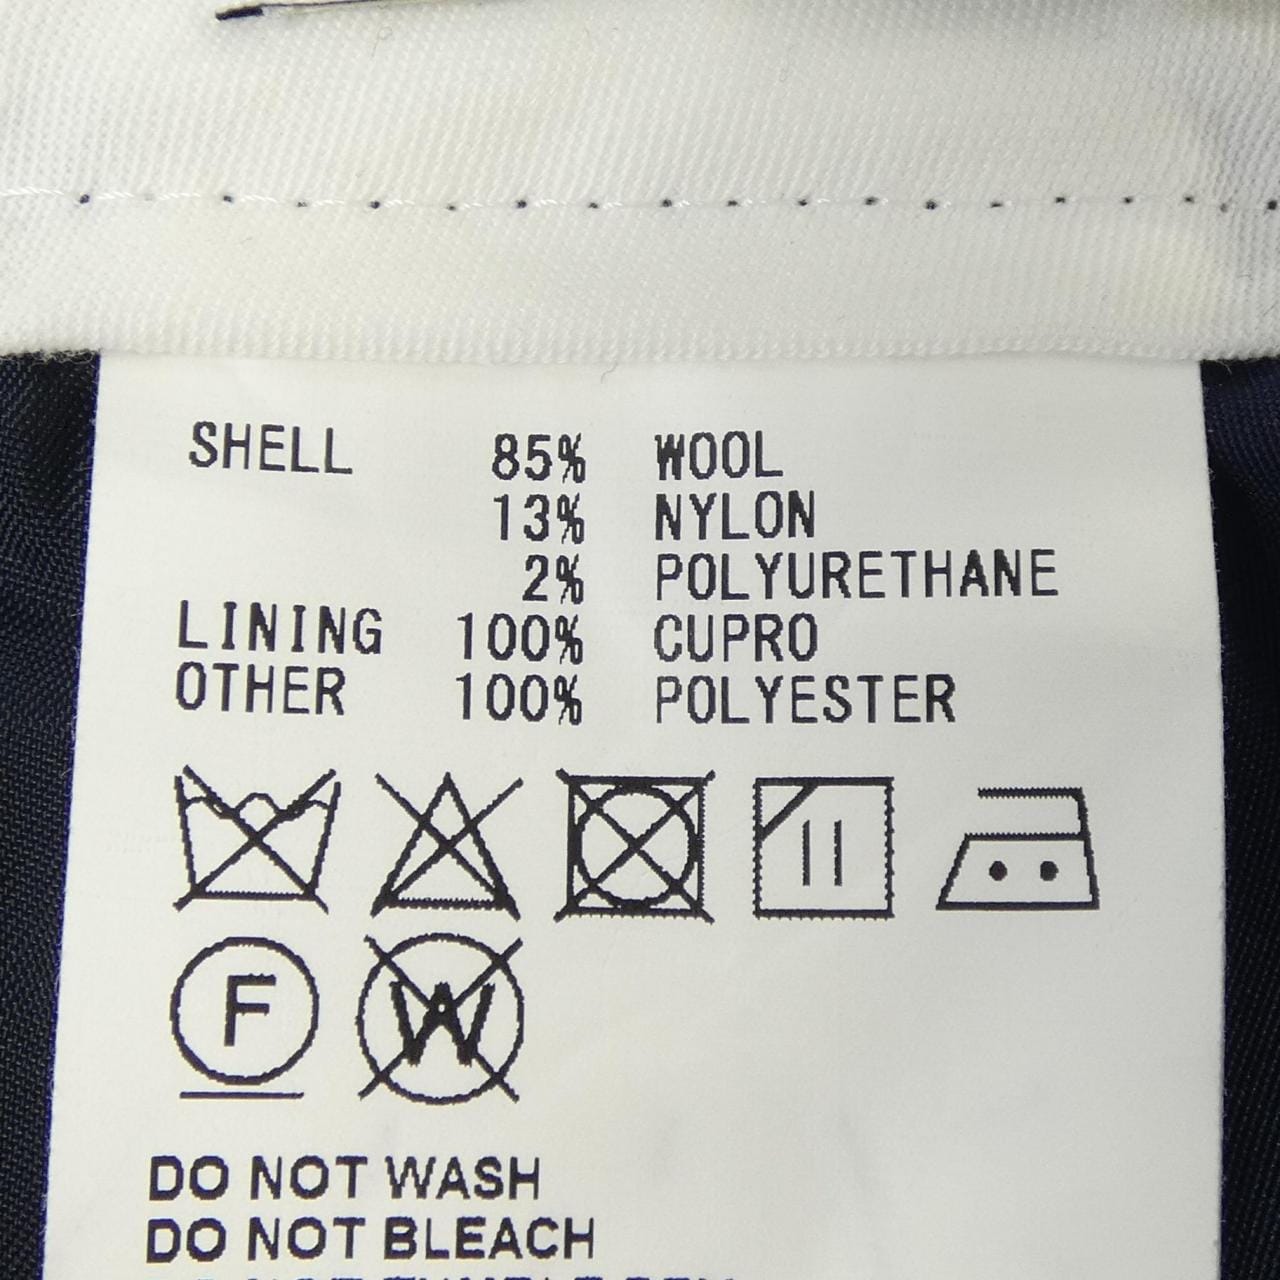 SHELL 85% WOOL
13% NYLON
2% POLYURETHANE
LINING 100% CUPRO
OTHER 100% POLYESTER
F W
DO NOT WASH
DO NOT BLEACH